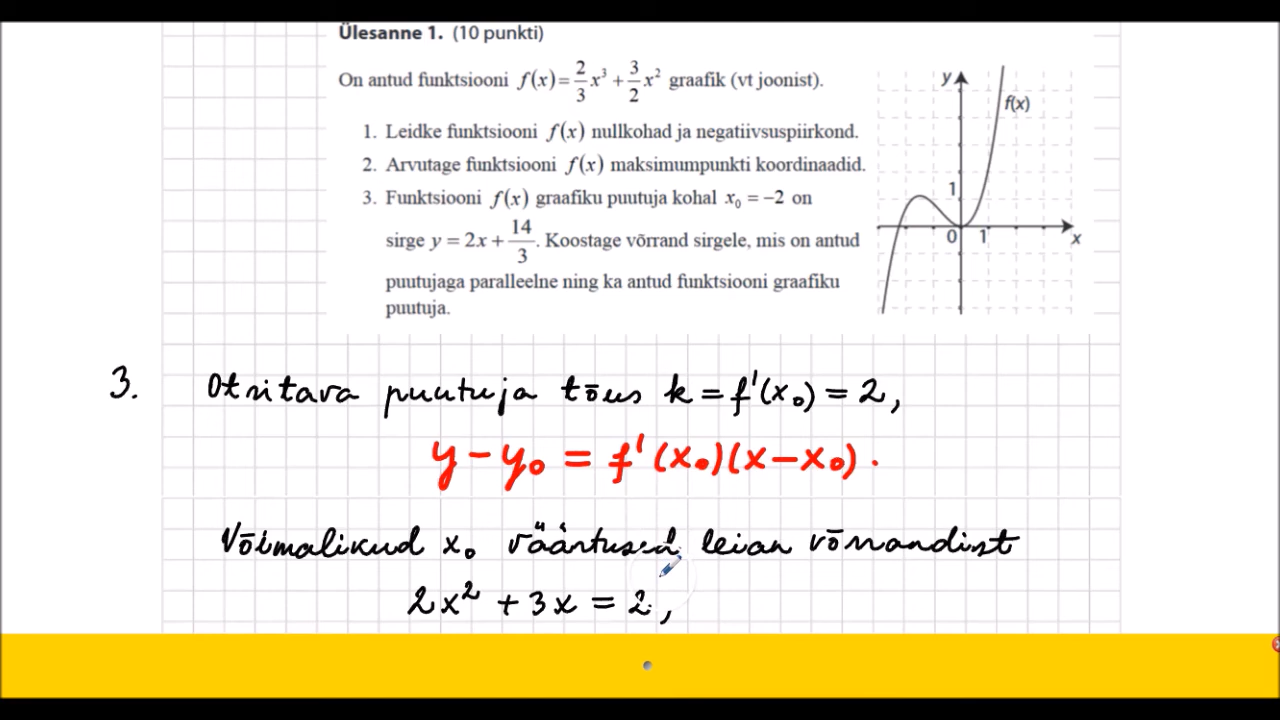 Ülesanne 1. (10 punkti)
On antud funktsiooni f(x) = 2/3 x³ + 3/2 x² graafik (vt joonist).
1. Leidke funktsiooni f(x) nullkohad ja negatiivsuspiirkond.
2. Arvutage funktsiooni f(x) maksimumpunkti koordinaadid.
3. Funktsiooni f(x) graafiku puutuja kohal x₀ = −2 on
sirge y = 2x + 14/3. Koostage võrrand sirgele, mis on antud
puutujaga paralleelne ning ka antud funktsiooni graafiku
puutuja.
y
f(x)
1
0 1
x
3. Otsitava puutuja tõus k = f'(x₀) = 2,
y − y₀ = f'(x₀)(x − x₀).
Võimalikud x₀ väärtused leian võrrandist
2x² + 3x = 2,